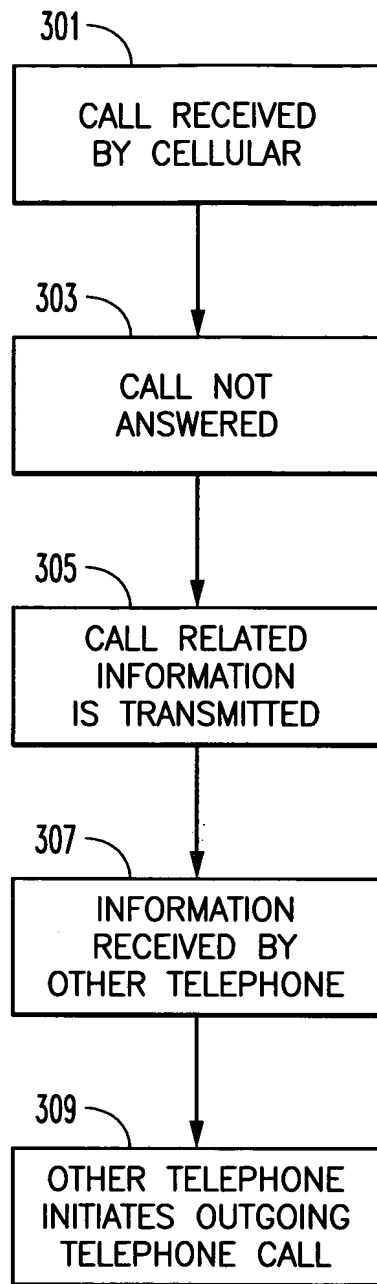 301
CALL RECEIVED
BY CELLULAR
303
CALL NOT
ANSWERED
305
CALL RELATED
INFORMATION
IS TRANSMITTED
307
INFORMATION
RECEIVED BY
OTHER TELEPHONE
309
OTHER TELEPHONE
INITIATES OUTGOING
TELEPHONE CALL